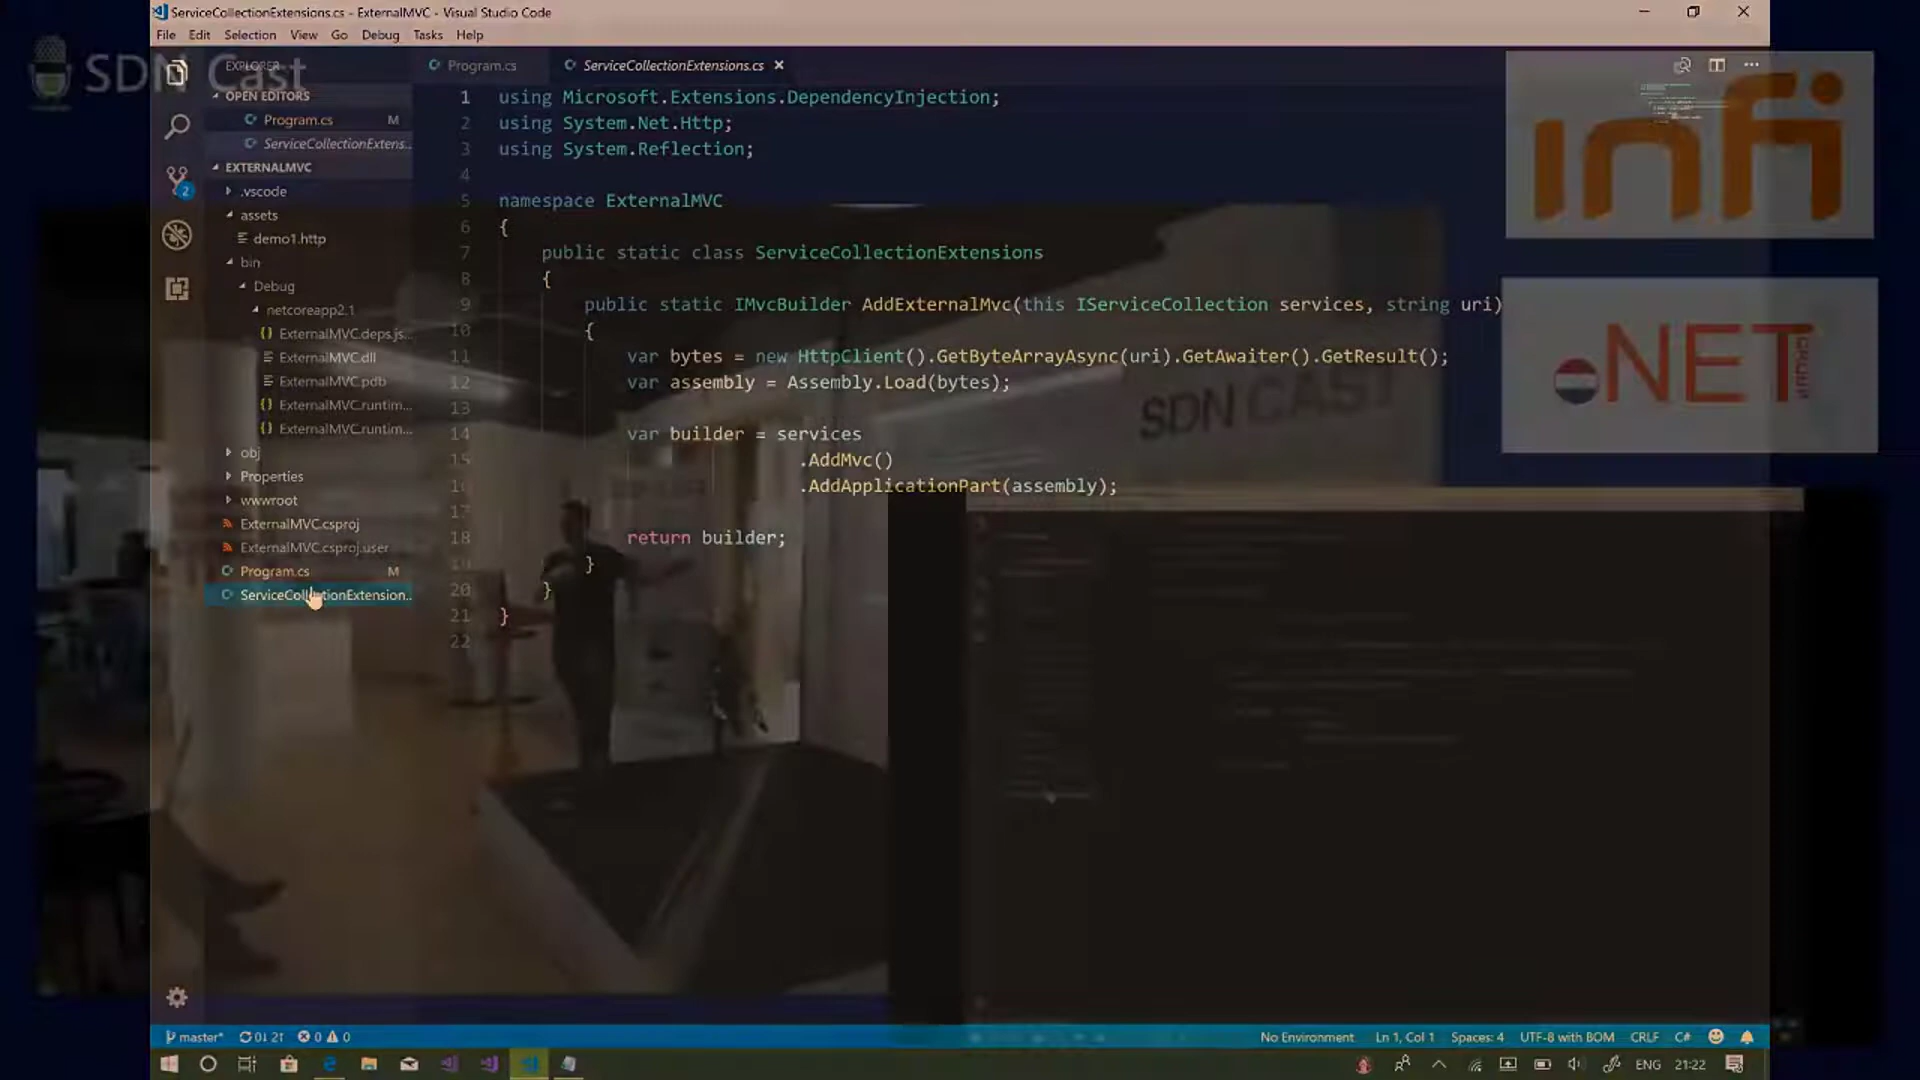 ServiceCollectionExtensions.cs - ExternalMVC - Visual Studio Code
File Edit Selection View Go Debug Tasks Help
SDN Cast
EXPLORER
OPEN EDITORS
Program.cs M
ServiceCollectionExtens...
EXTERNALMVC
.vscode
assets
demo1.http
bin
Debug
netcoreapp2.1
ExternalMVC.deps.js...
ExternalMVC.dll
ExternalMVC.pdb
ExternalMVC.runtim...
ExternalMVC.runtim...
obj
Properties
wwwroot
ExternalMVC.csproj
ExternalMVC.csproj.user
Program.cs M
ServiceCollectionExtension...
Program.cs
ServiceCollectionExtensions.cs
1 using Microsoft.Extensions.DependencyInjection;
2 using System.Net.Http;
3 using System.Reflection;
4
5 namespace ExternalMVC
6 {
7 public static class ServiceCollectionExtensions
8 {
9 public static IMvcBuilder AddExternalMvc(this IServiceCollection services, string uri)
10 {
11 var bytes = new HttpClient().GetByteArrayAsync(uri).GetAwaiter().GetResult();
12 var assembly = Assembly.Load(bytes);
13
14 var builder = services
15 .AddMvc()
16 .AddApplicationPart(assembly);
17
18 return builder;
19 }
20 }
21 }
22
infi
.NET
SDN CAST
2
master* 0↓ 2↑ 0 0
No Environment Ln 1, Col 1 Spaces: 4 UTF-8 with BOM CRLF C#
ENG 21:22